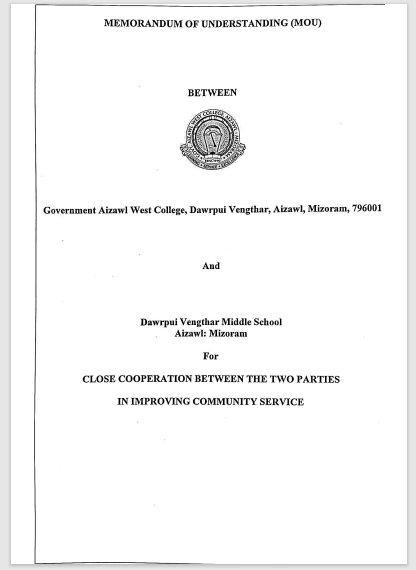 MEMORANDUM OF UNDERSTANDING (MOU)
BETWEEN
Government Aizawl West College, Dawrpui Vengthar, Aizawl, Mizoram, 796001
And
Dawrpui Vengthar Middle School
Aizawl: Mizoram
For
CLOSE COOPERATION BETWEEN THE TWO PARTIES
IN IMPROVING COMMUNITY SERVICE